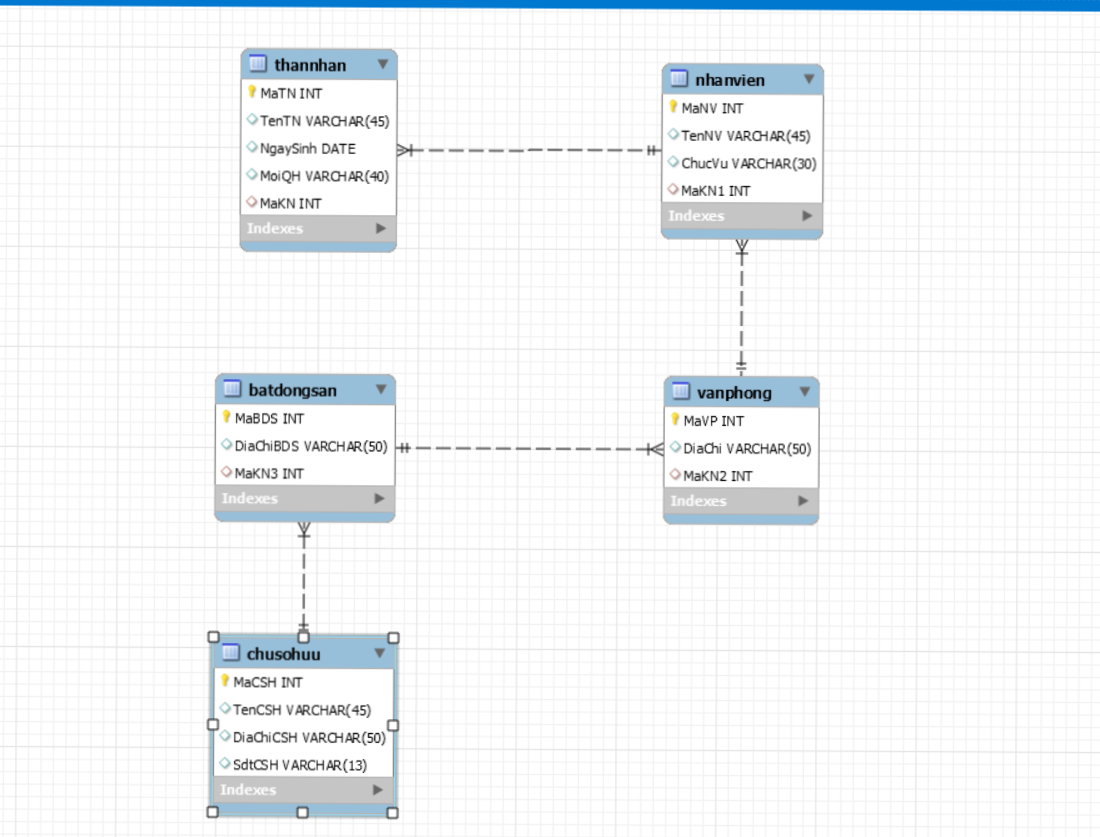 thannhan
MaTN INT
TenTN VARCHAR(45)
NgaySinh DATE
MoiQH VARCHAR(40)
MaKN INT
Indexes
nhanvien
MaNV INT
TenNV VARCHAR(45)
ChucVu VARCHAR(30)
MaKN1 INT
Indexes
batdongsan
MaBDS INT
DiaChiBDS VARCHAR(50)
MaKN3 INT
Indexes
vanphong
MaVP INT
DiaChi VARCHAR(50)
MaKN2 INT
Indexes
chusohuu
MaCSH INT
TenCSH VARCHAR(45)
DiaChiCSH VARCHAR(50)
SdtCSH VARCHAR(13)
Indexes